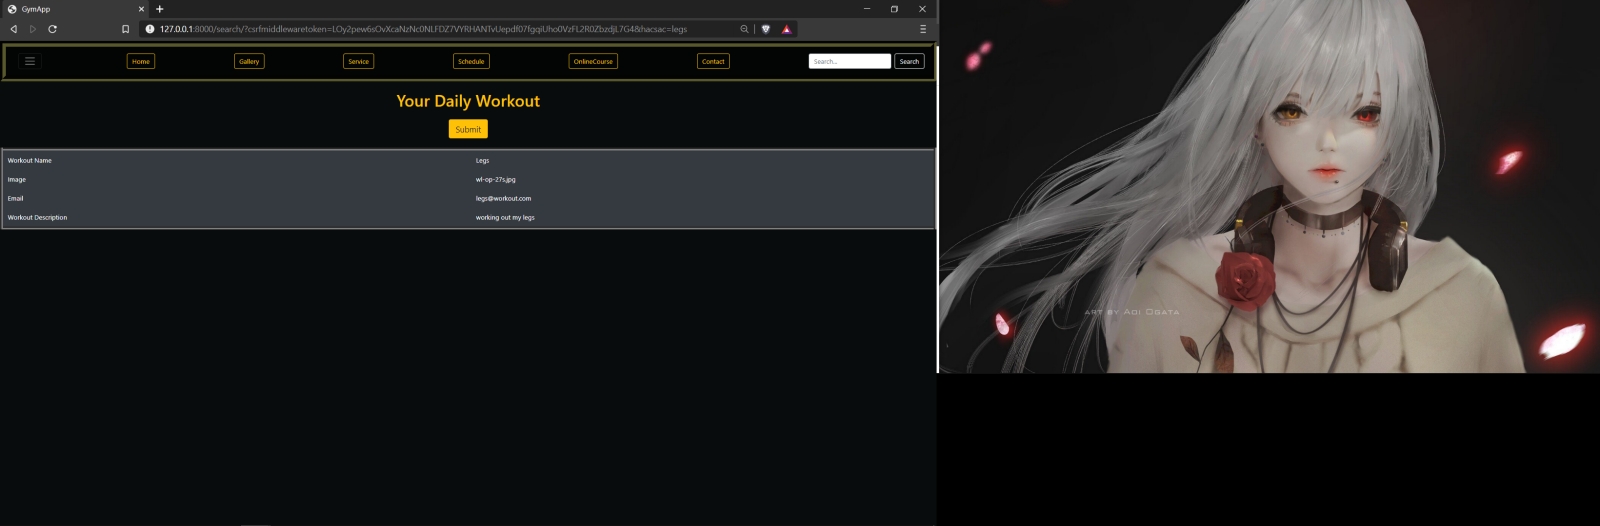 GymApp
127.0.0.1:8000/search/?csrfmiddlewaretoken=LOy2pew6sOvXcaNzNc0NLFDZ7VYRHANTvUepdf07fgqiUho0VzFL2R0ZbzdjL7G4&hacsac=legs
Home Gallery Service Schedule OnlineCourse Contact Search.. Search
Your Daily Workout
Submit
Workout Name Legs
Image wl-op-27s.jpg
Email legs@workout.com
Workout Description working out my legs
ART BY AOI OGATA